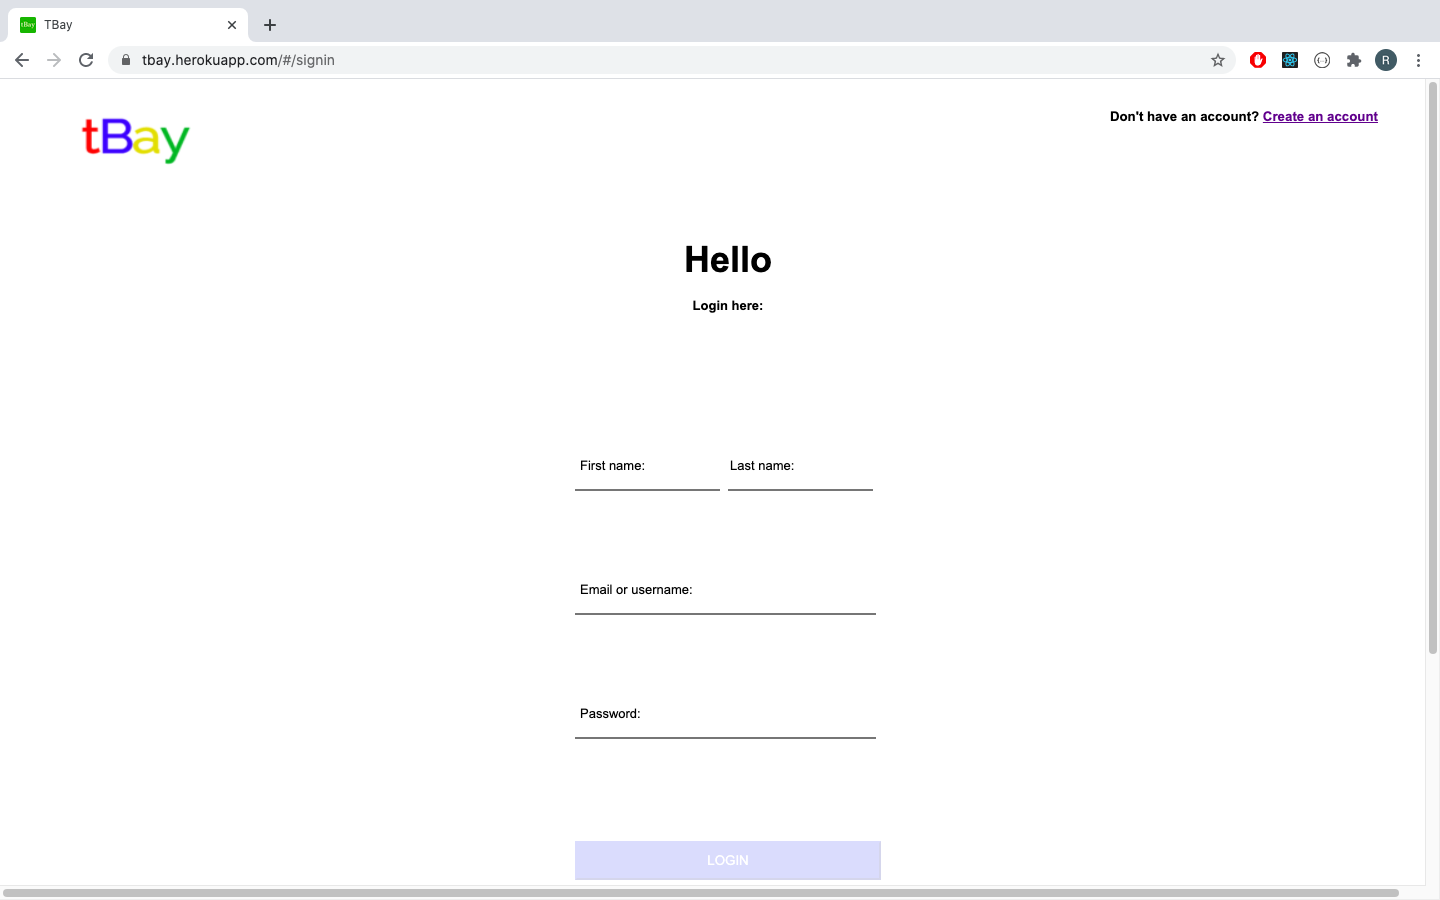 tBay
TBay
tbay.herokuapp.com/#/signin
R
tBay
Don't have an account? Create an account
Hello
Login here:
First name:
Last name:
Email or username:
Password:
LOGIN